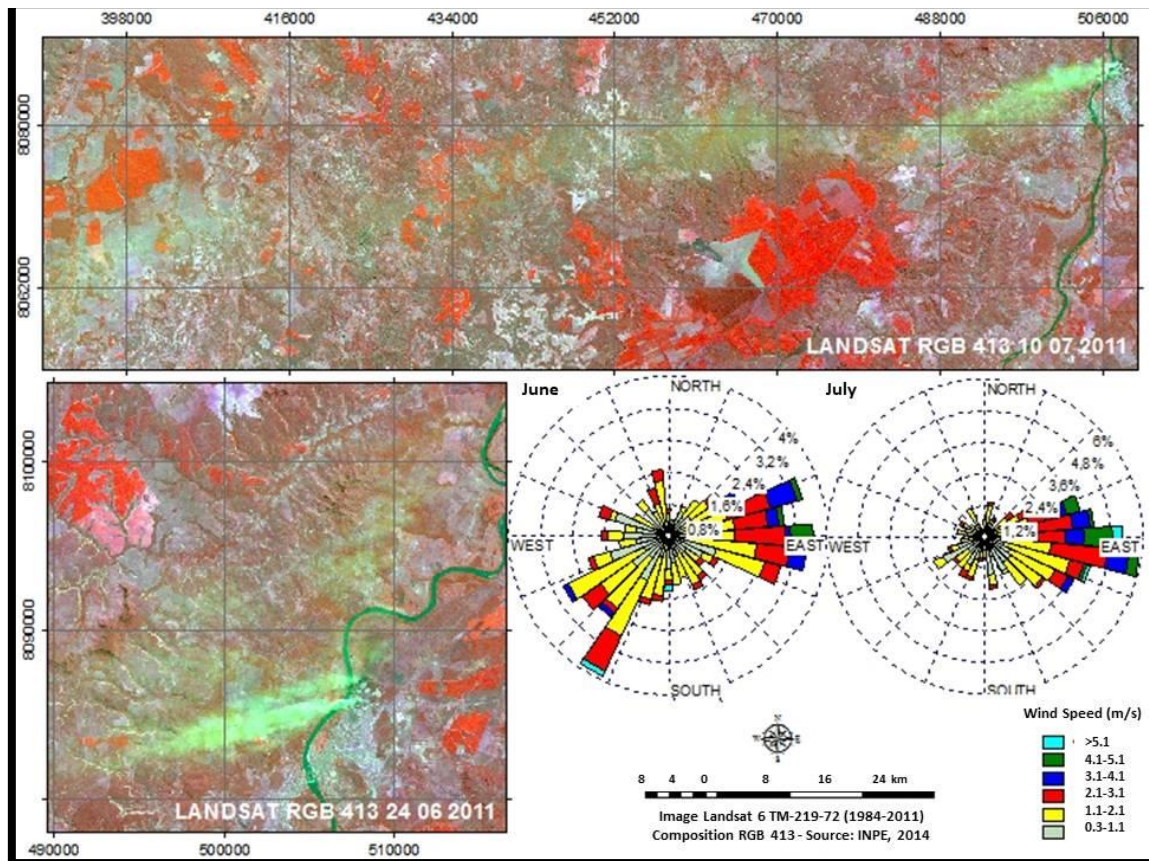 398000 416000 434000 452000 470000 488000 506000
8080000
8062000
LANDSAT RGB 413 10 07 2011
8100000
8090000
LANDSAT RGB 413 24 06 2011
490000 500000 510000
June
NORTH
4%
3,2%
2,4%
1,6%
0,8%
WEST
EAST
SOUTH
July
NORTH
6%
4,8%
3,6%
2,4%
1,2%
WEST
EAST
SOUTH
N
E
S
8 4 0 8 16 24 km
Image Landsat 6 TM-219-72 (1984-2011)
Composition RGB 413 - Source: INPE, 2014
Wind Speed (m/s)
>5.1
4.1-5.1
3.1-4.1
2.1-3.1
1.1-2.1
0.3-1.1